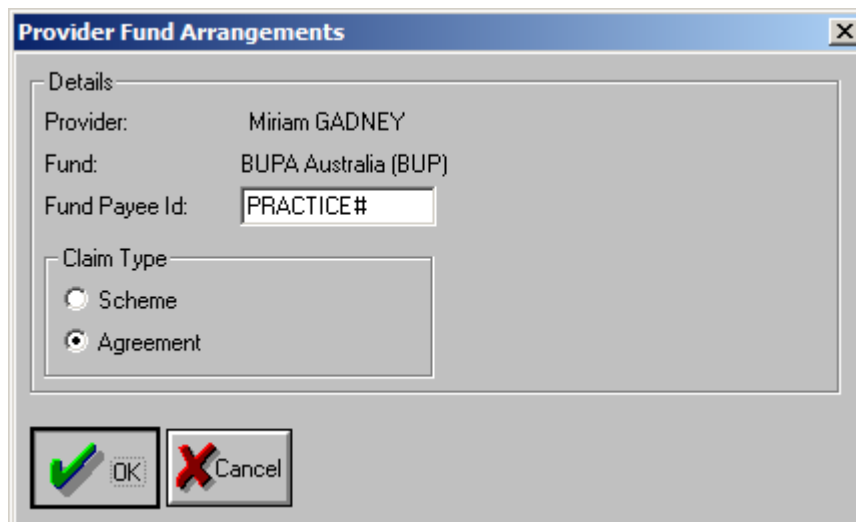 Provider Fund Arrangements
Details
Provider: Miriam GADNEY
Fund: BUPA Australia (BUP)
Fund Payee Id: PRACTICE#
Claim Type
Scheme
Agreement
OK Cancel